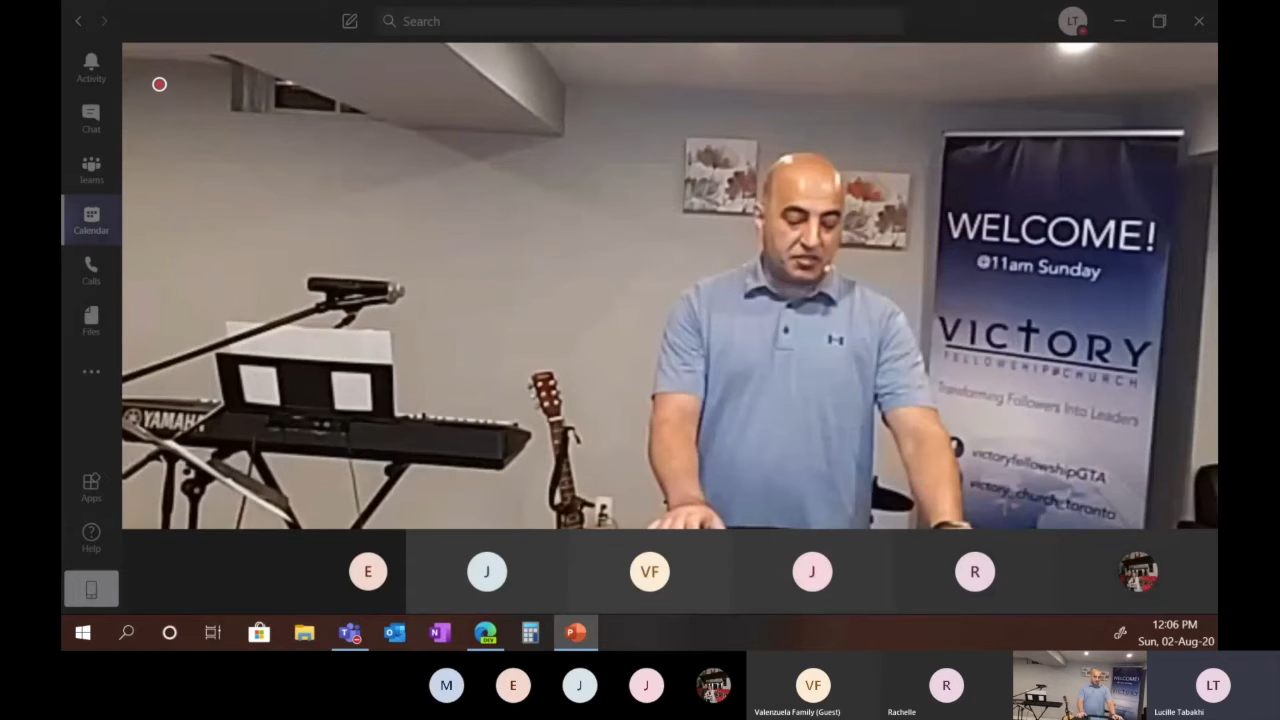 Search
LT
Activity
Chat
Teams
Calendar
Calls
Files
Apps
Help
YAMAHA
WELCOME!
@11am Sunday
VICTORY
FELLOWSHIP CHURCH
Transforming Followers Into Leaders
victoryfellowshipGTA
victory_church_toronto
E
J
VF
J
R
12:06 PM
Sun, 02-Aug-20
M
E
J
J
VF
R
LT
Valenzuela Family (Guest)
Rachelle
Lucille Tabakhi